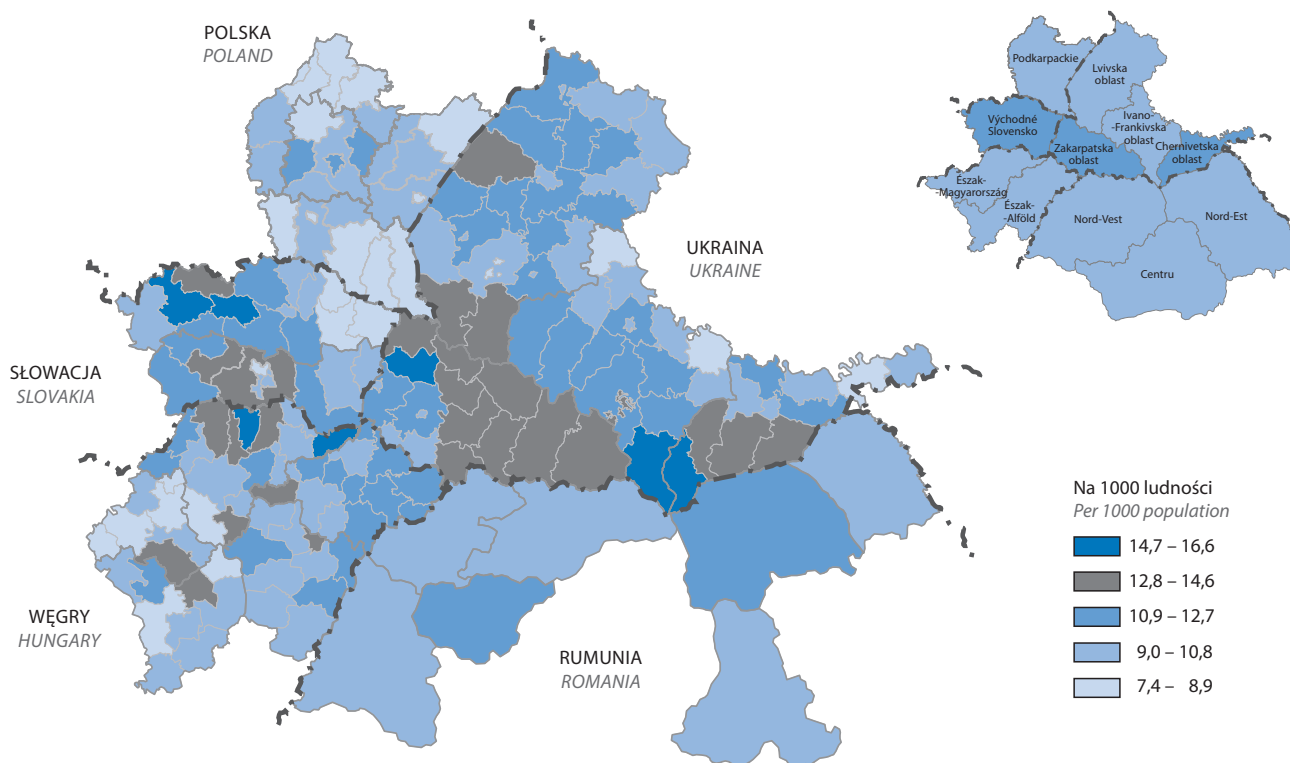 POLSKA
POLAND
UKRAINA
UKRAINE
SŁOWACJA
SLOVAKIA
WĘGRY
HUNGARY
RUMUNIA
ROMANIA
Podkarpackie
Lvivska
oblast
Východné
Slovensko
Ivano-
-Frankivska
oblast
Zakarpatska
oblast
Chernivetska
oblast
Észak-
-Magyarország
Észak-
-Alföld
Nord-Vest
Nord-Est
Centru
Na 1000 ludności
Per 1000 population
14,7 – 16,6
12,8 – 14,6
10,9 – 12,7
9,0 – 10,8
7,4 – 8,9